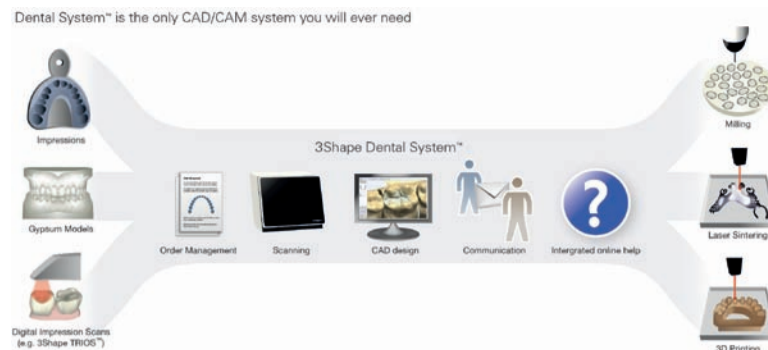 Dental System™ is the only CAD/CAM system you will ever need
Impressions
Gypsum Models
Digital Impression Scans
(e.g. 3Shape TRIOS™)
3Shape Dental System™
Order Management
Scanning
CAD design
Communication
Intergrated online help
Milling
Laser Sintering
3D Printing